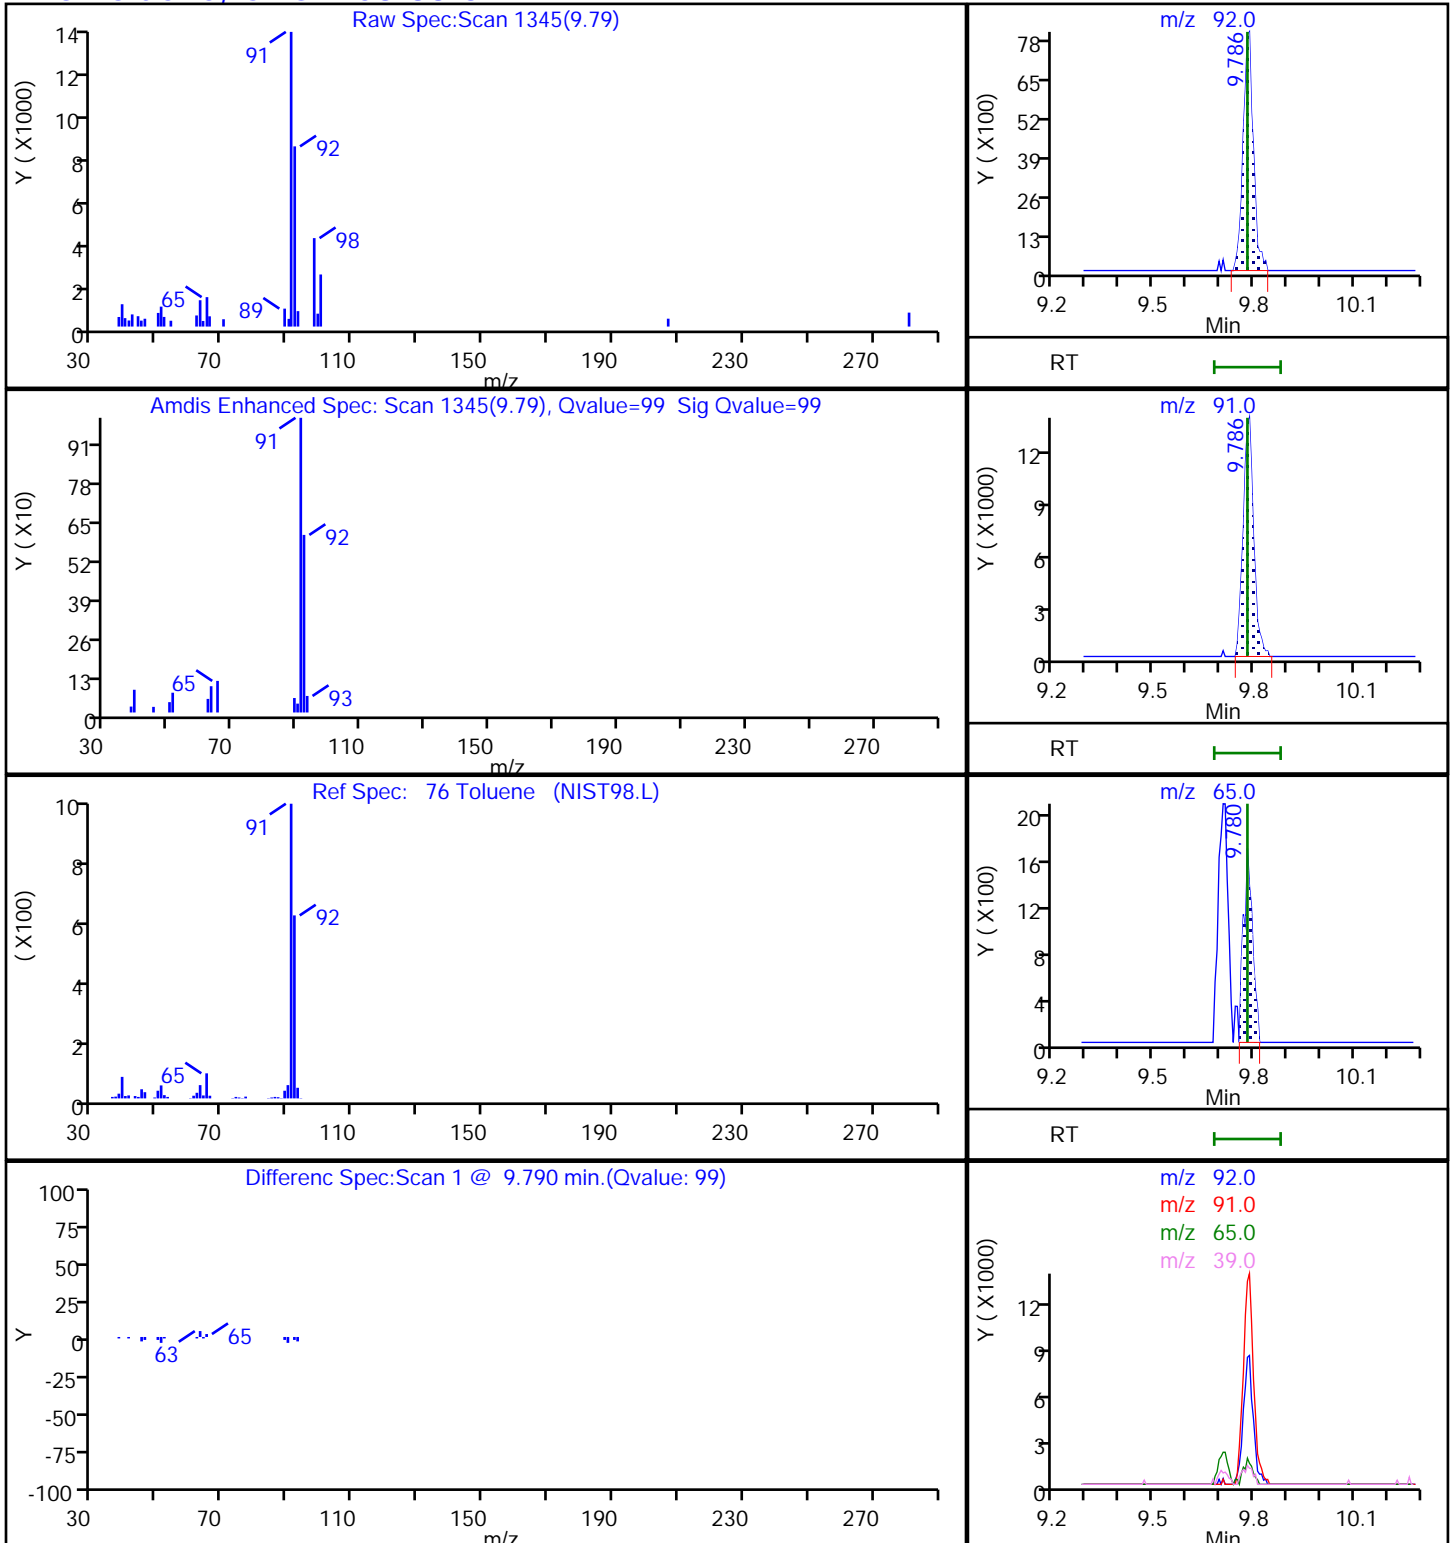 Raw Spec:Scan 1345(9.79)
Y ( X1000)
14
12
10
8
6
4
2
0
91
92
98
65
89
30 70 110 150 190 230 270
m/z
m/z 92.0
Y ( X100)
78
65
52
39
26
13
0
9.786
9.2 9.5 9.8 10.1
Min
RT
Amdis Enhanced Spec: Scan 1345(9.79), Qvalue=99 Sig Qvalue=99
Y ( X10)
91
78
65
52
39
26
13
0
91
92
65
93
30 70 110 150 190 230 270
m/z
m/z 91.0
Y ( X1000)
12
9
6
3
0
9.786
9.2 9.5 9.8 10.1
Min
RT
Ref Spec: 76 Toluene (NIST98.L)
( X100)
10
8
6
4
2
0
91
92
65
30 70 110 150 190 230 270
m/z 65.0
Y ( X100)
20
16
12
8
4
0
9.780
9.2 9.5 9.8 10.1
Min
RT
Differenc Spec:Scan 1 @ 9.790 min.(Qvalue: 99)
Y
100
75
50
25
0
-25
-50
-75
-100
63
65
30 70 110 150 190 230 270
m/z
m/z 92.0
m/z 91.0
m/z 65.0
m/z 39.0
Y ( X1000)
12
9
6
3
0
9.2 9.5 9.8 10.1
Min